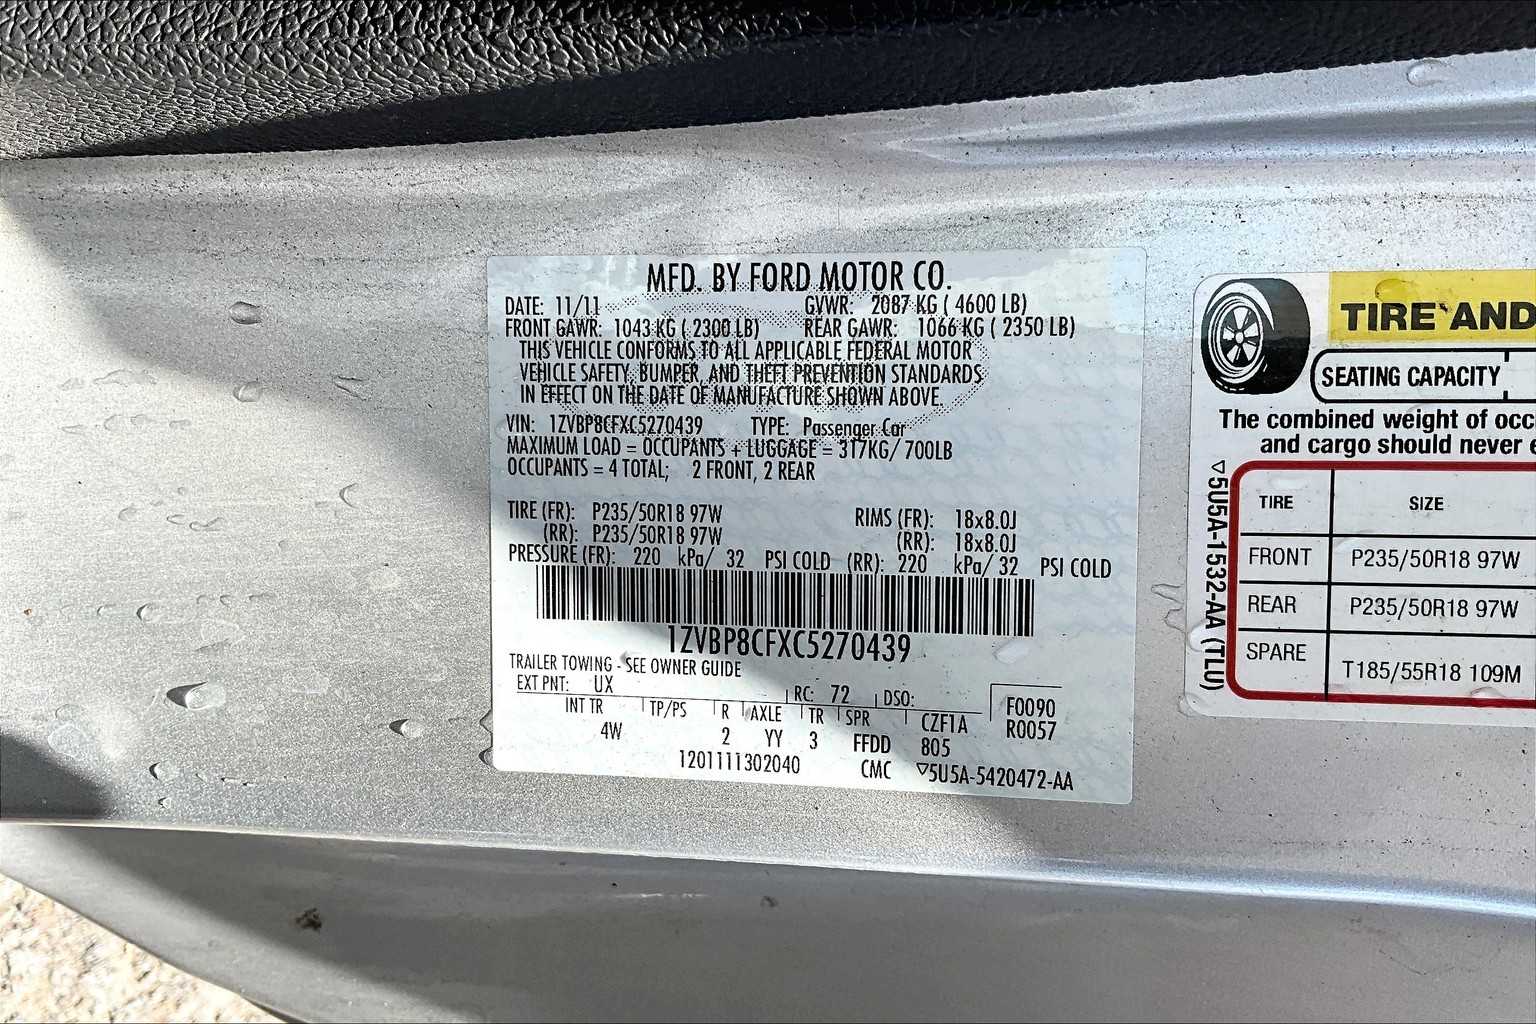 MFD. BY FORD MOTOR CO.
DATE: 11/11 GVWR: 2087 KG ( 4600 LB)
FRONT GAWR: 1043 KG ( 2300 LB) REAR GAWR: 1066 KG ( 2350 LB)
THIS VEHICLE CONFORMS TO ALL APPLICABLE FEDERAL MOTOR
VEHICLE SAFETY, BUMPER, AND THEFT PREVENTION STANDARDS
IN EFFECT ON THE DATE OF MANUFACTURE SHOWN ABOVE.
VIN: 1ZVBP8CFXC5270439 TYPE: Passenger Car
MAXIMUM LOAD = OCCUPANTS + LUGGAGE = 317KG/ 700LB
OCCUPANTS = 4 TOTAL; 2 FRONT, 2 REAR
TIRE (FR): P235/50R18 97W RIMS (FR): 18x8.0J
(RR): P235/50R18 97W (RR): 18x8.0J
PRESSURE (FR): 220 kPa/ 32 PSI COLD (RR): 220 kPa/ 32 PSI COLD
1ZVBP8CFXC5270439
TRAILER TOWING - SEE OWNER GUIDE
EXT PNT: UX RC: 72 DSO:
INT TR TP/PS R AXLE TR SPR CZF1A F0090
4W 2 YY 3 FFDD 805 R0057
1201111302040 CMC ▽5U5A-5420472-AA
TIRE AND
SEATING CAPACITY
The combined weight of occ
and cargo should never e
▽5U5A-1532-AA (TLU)
TIRE SIZE
FRONT P235/50R18 97W
REAR P235/50R18 97W
SPARE T185/55R18 109M